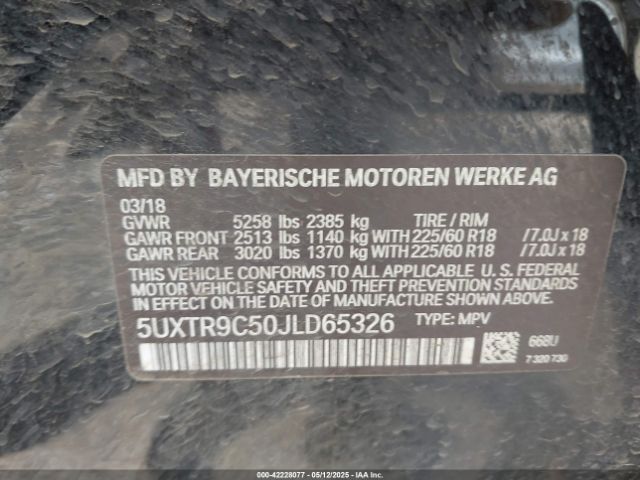 MFD BY BAYERISCHE MOTOREN WERKE AG
03/18
GVWR 5258 lbs 2385 kg TIRE / RIM
GAWR FRONT 2513 lbs 1140 kg WITH 225/60 R18 /7.0J x 18
GAWR REAR 3020 lbs 1370 kg WITH 225/60 R18 /7.0J x 18
THIS VEHICLE CONFORMS TO ALL APPLICABLE U. S. FEDERAL
MOTOR VEHICLE SAFETY AND THEFT PREVENTION STANDARDS
IN EFFECT ON THE DATE OF MANUFACTURE SHOWN ABOVE.
5UXTR9C50JLD65326 TYPE: MPV
668U
7 320 730
000-42228077 - 05/12/2025 - IAAI.COM